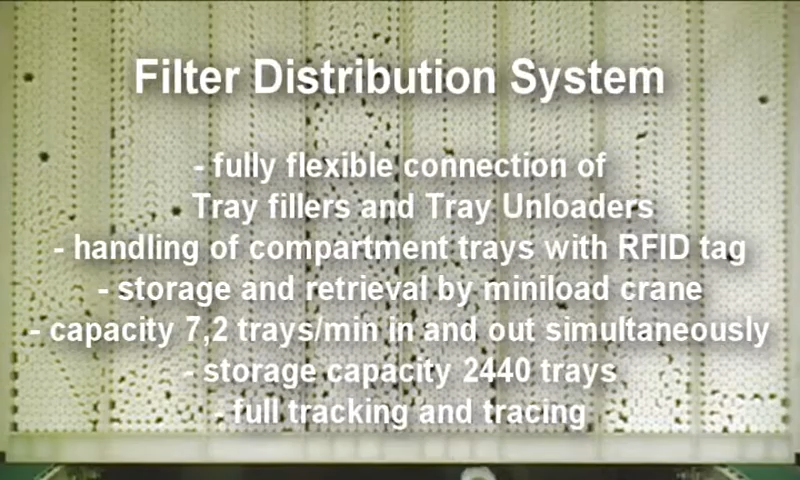 Filter Distribution System
- fully flexible connection of
Tray fillers and Tray Unloaders
- handling of compartment trays with RFID tag
- storage and retrieval by miniload crane
- capacity 7,2 trays/min in and out simultaneously
- storage capacity 2440 trays
- full tracking and tracing